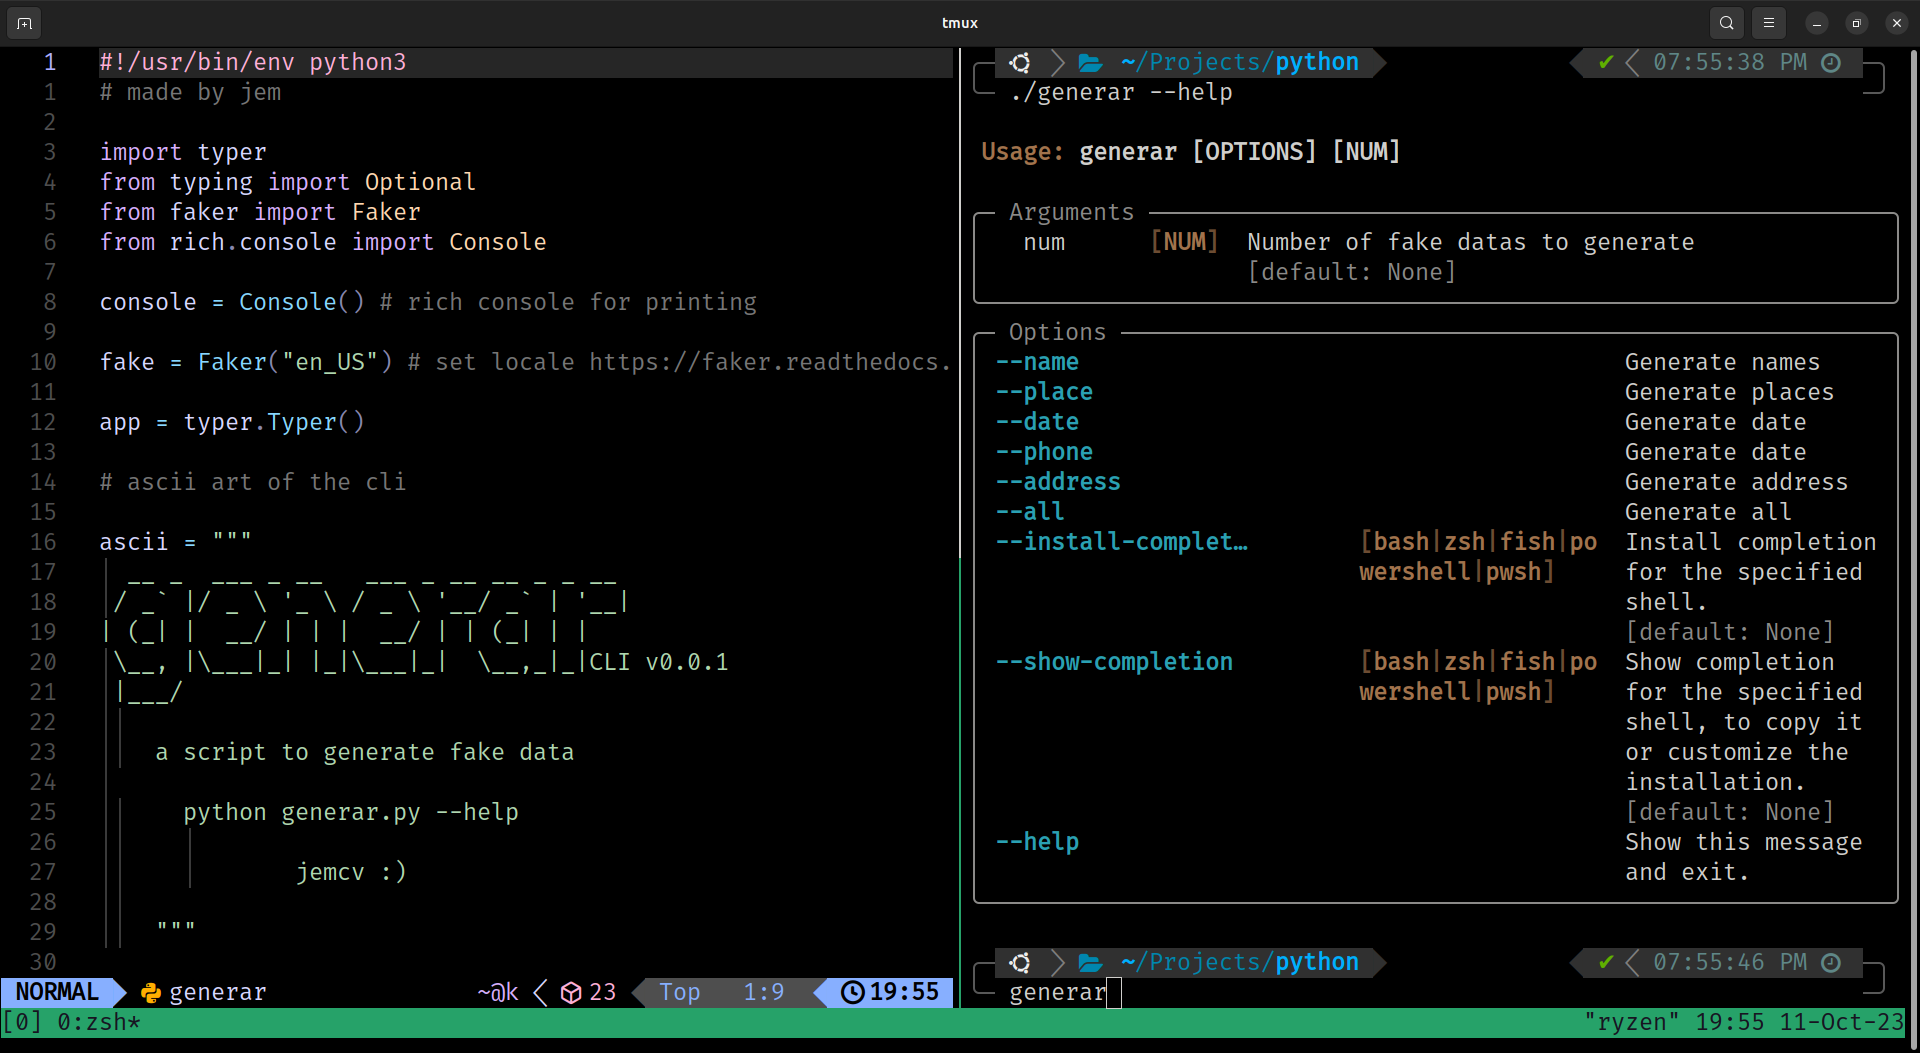 tmux
1 #!/usr/bin/env python3
1 # made by jem
2
3 import typer
4 from typing import Optional
5 from faker import Faker
6 from rich.console import Console
7
8 console = Console() # rich console for printing
9
10 fake = Faker("en_US") # set locale https://faker.readthedocs.
11
12 app = typer.Typer()
13
14 # ascii art of the cli
15
16 ascii = """
17     __ _  ___ _ __   ___ _ __ __ _ _ __
18    / _` |/ _ \ '_ \ / _ \ '__/ _` | '__|
19   | (_| |  __/ | | |  __/ | | (_| | |
20    \__, |\___|_| |_|\___|_|  \__,_|_|CLI v0.0.1
21    |___/
22
23 a script to generate fake data
24
25 python generar.py --help
26
27 jemcv :)
28
29 """
30
NORMAL generar ~@k 23 Top 1:9 19:55
~/Projects/python ✔ 07:55:38 PM
./generar --help
Usage: generar [OPTIONS] [NUM]
Arguments
num [NUM] Number of fake datas to generate
[default: None]
Options
--name Generate names
--place Generate places
--date Generate date
--phone Generate date
--address Generate address
--all Generate all
--install-complet… [bash|zsh|fish|po Install completion
wershell|pwsh] for the specified
shell.
[default: None]
--show-completion [bash|zsh|fish|po Show completion
wershell|pwsh] for the specified
shell, to copy it
or customize the
installation.
[default: None]
--help Show this message
and exit.
~/Projects/python ✔ 07:55:46 PM
generar
[0] 0:zsh* "ryzen" 19:55 11-Oct-23